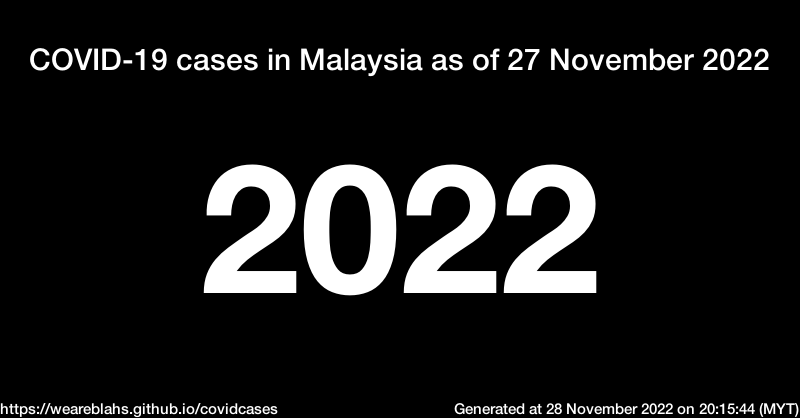 COVID-19 cases in Malaysia as of 27 November 2022
2022
https://weareblahs.github.io/covidcases
Generated at 28 November 2022 on 20:15:44 (MYT)